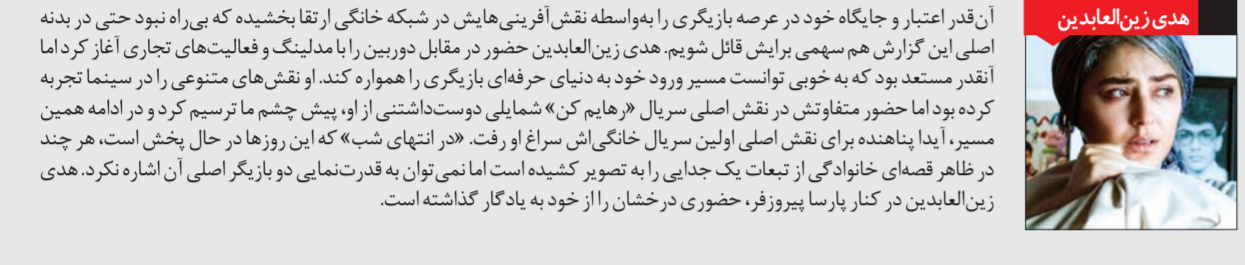 هدی زین‌العابدین
آن‌قدر اعتبار و جایگاه خود در عرصه بازیگری را به‌واسطه نقش‌آفرینی‌هایش در شبکه خانگی ارتقا بخشیده که بی‌راه نبود حتی در بدنه
اصلی این گزارش هم سهمی برایش قائل شویم. هدی زین‌العابدین حضور در مقابل دوربین را با مدلینگ و فعالیت‌های تجاری آغاز کرد اما
آنقدر مستعد بود که به خوبی توانست مسیر ورود خود به دنیای حرفه‌ای بازیگری را همواره کند. او نقش‌های متنوعی را در سینما تجربه
کرده بود اما حضور متفاوتش در نقش اصلی سریال «رهایم کن» شمایلی دوست‌داشتنی از او، پیش چشم ما ترسیم کرد و در ادامه همین
مسیر، آیدا پناهنده برای نقش اصلی اولین سریال خانگی‌اش سراغ او رفت. «در انتهای شب» که این روزها در حال پخش است، هر چند
در ظاهر قصه‌ای خانوادگی از تبعات یک جدایی را به تصویر کشیده است اما نمی‌توان به قدرت‌نمایی دو بازیگر اصلی آن اشاره نکرد. هدی
زین‌العابدین در کنار پارسا پیروزفر، حضوری درخشان را از خود به یادگار گذاشته است.